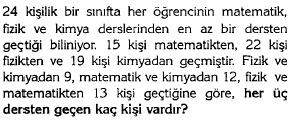 24 kişilik bir sınıfta her öğrencinin matematik,
fizik ve kimya derslerinden en az bir dersten
geçtiği biliniyor. 15 kişi matematikten, 22 kişi
fizikten ve 19 kişi kimyadan geçmiştir. Fizik ve
kimyadan 9, matematik ve kimyadan 12, fizik ve
matematikten 13 kişi geçtiğine göre, her üç
dersten geçen kaç kişi vardır?